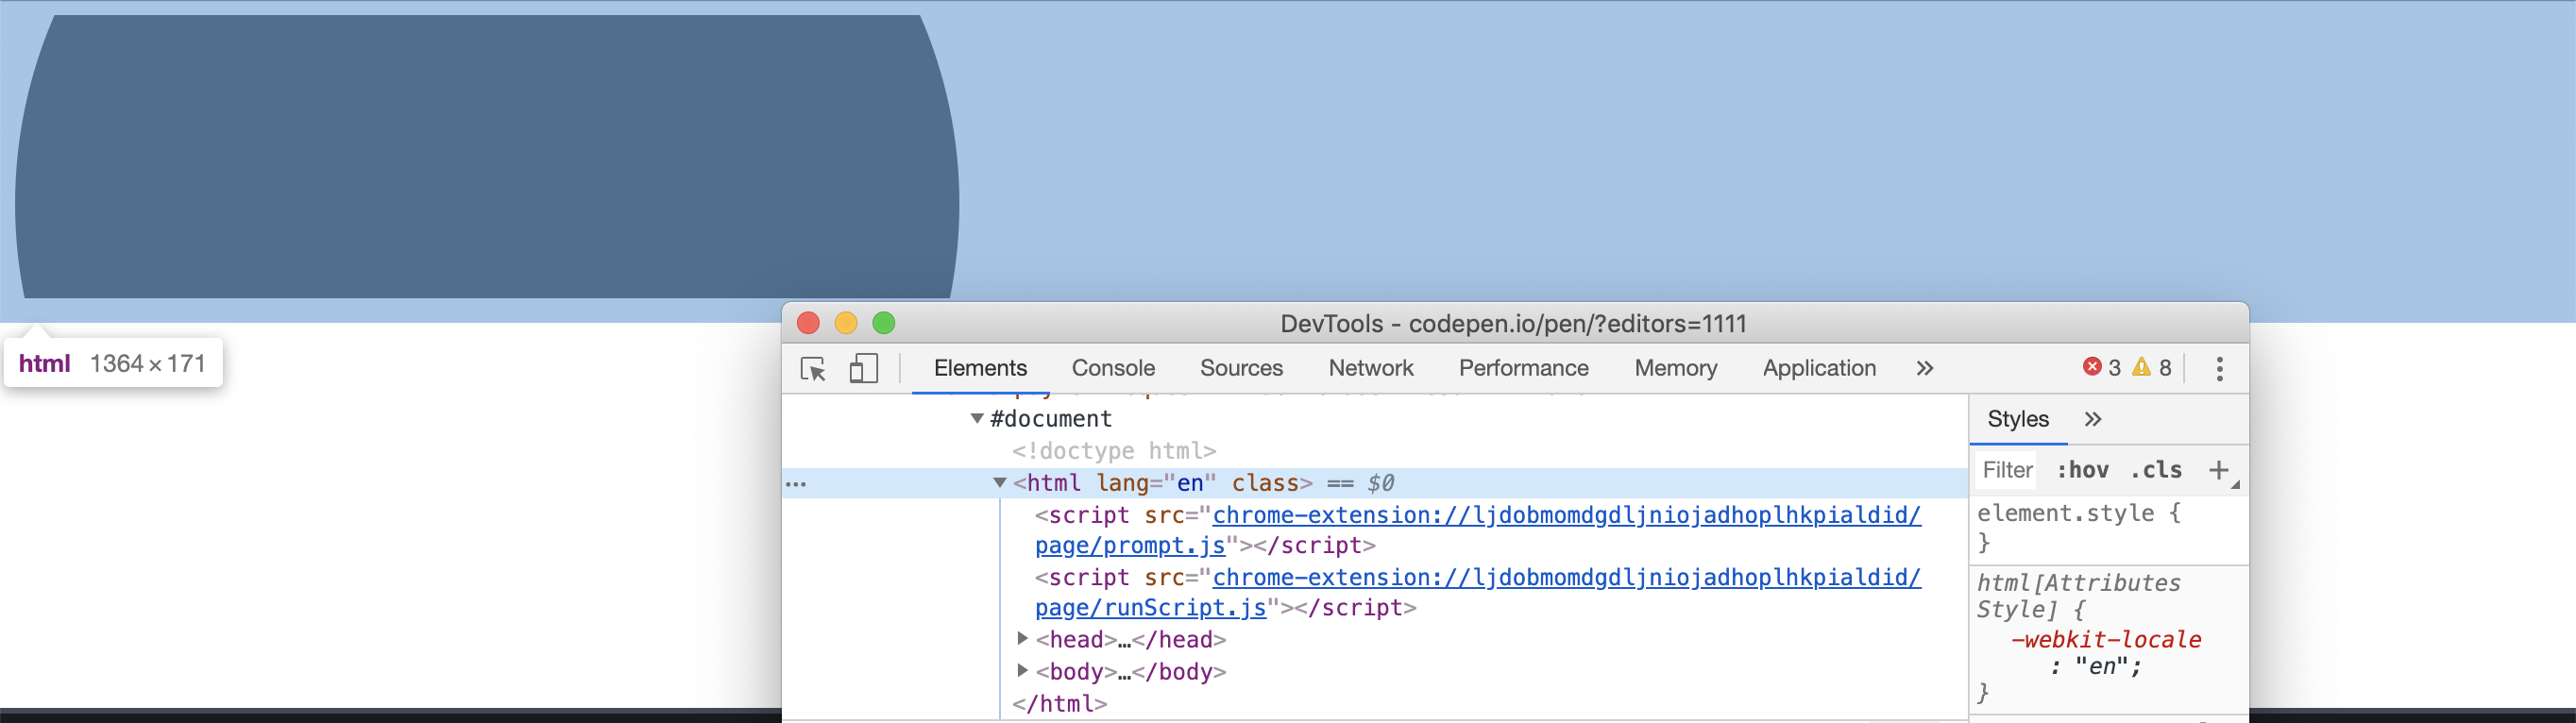 html 1364 × 171
DevTools - codepen.io/pen/?editors=1111
Elements Console Sources Network Performance Memory Application » 3 8
▼#document
<!doctype html>
… ▼<html lang="en" class> == $0
<script src="chrome-extension://ljdobmomdgdljniojadhoplhkpialdid/
page/prompt.js"></script>
<script src="chrome-extension://ljdobmomdgdljniojadhoplhkpialdid/
page/runScript.js"></script>
▶<head>…</head>
▶<body>…</body>
</html>
Styles »
Filter :hov .cls +
element.style {
}
html[Attributes
Style] {
-webkit-locale
: "en";
}